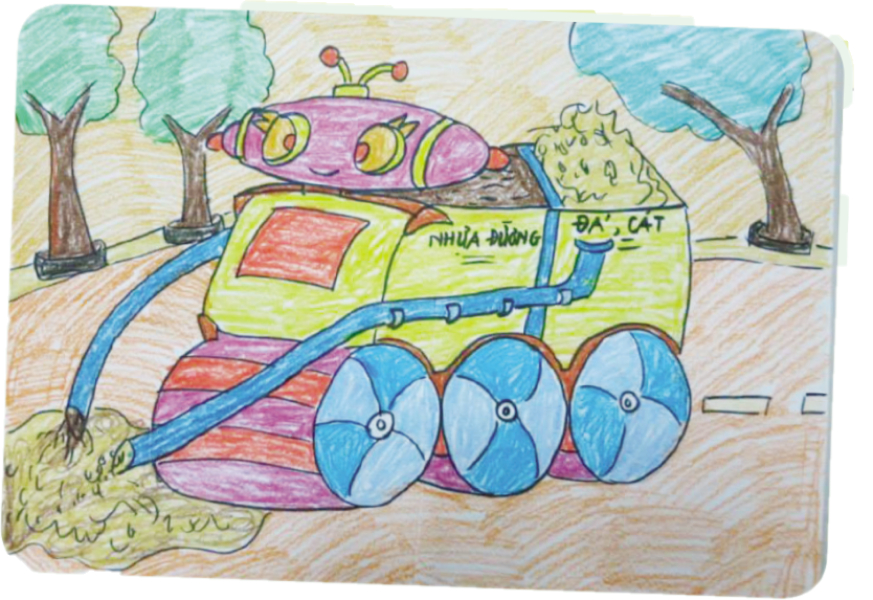 NHỰA ĐƯỜNG
ĐÁ, CÁT